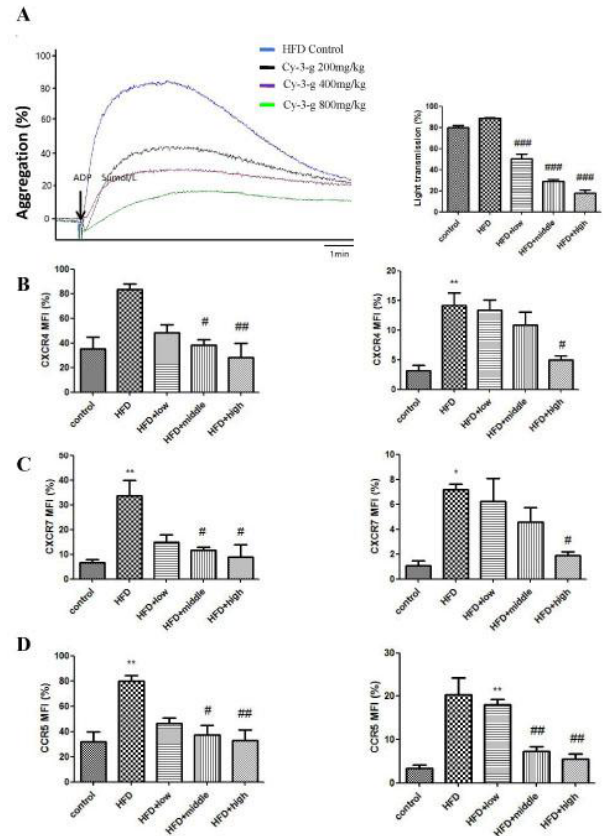 A
HFD Control
Cy-3-g 200mg/kg
Cy-3-g 400mg/kg
Cy-3-g 800mg/kg
Aggregation (%)
100
80
60
40
20
0
ADP 5umol/L
1min
Light transmission (%)
100
80
60
40
20
0
###
###
###
control
HFD
HFD+low
HFD+middle
HFD+high
B
CXCR4 MFI (%)
100
80
60
40
20
0
#
##
control
HFD
HFD+low
HFD+middle
HFD+high
CXCR4 MFI (%)
20
15
10
5
0
**
#
control
HFD
HFD+low
HFD+middle
HFD+high
C
CXCR7 MFI (%)
50
40
30
20
10
0
**
#
#
control
HFD
HFD+low
HFD+middle
HFD+high
CXCR7 MFI (%)
8
6
4
2
0
*
#
control
HFD
HFD+low
HFD+middle
HFD+high
D
CCR5 MFI (%)
100
80
60
40
20
0
**
#
##
control
HFD
HFD+low
HFD+middle
HFD+high
CCR5 MFI (%)
30
20
10
0
**
##
##
control
HFD
HFD+low
HFD+middle
HFD+high